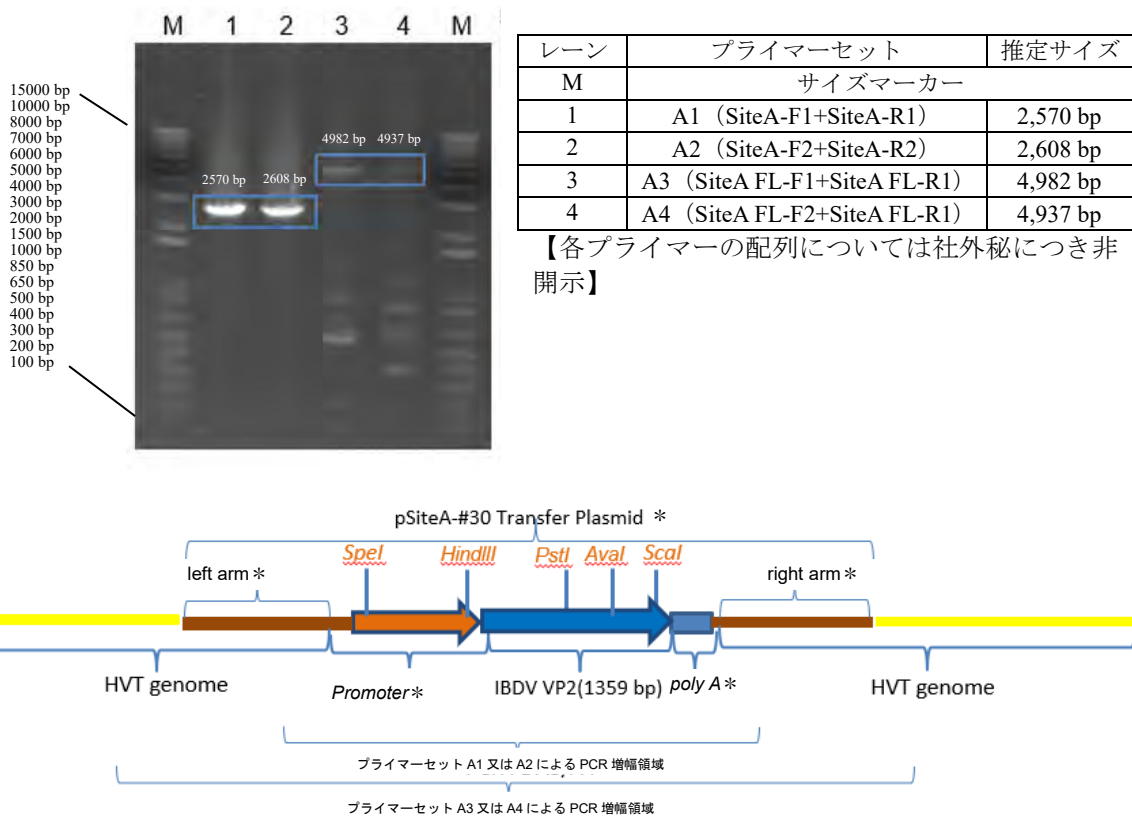 M 1 2 3 4 M
15000 bp
10000 bp
8000 bp
7000 bp
6000 bp
5000 bp
4000 bp
3000 bp
2000 bp
1500 bp
1000 bp
850 bp
650 bp
500 bp
400 bp
300 bp
200 bp
100 bp
4982 bp 4937 bp
2570 bp 2608 bp
レーン プライマーセット 推定サイズ
M サイズマーカー
1 A1（SiteA-F1+SiteA-R1） 2,570 bp
2 A2（SiteA-F2+SiteA-R2） 2,608 bp
3 A3（SiteA FL-F1+SiteA FL-R1） 4,982 bp
4 A4（SiteA FL-F2+SiteA FL-R1） 4,937 bp
【各プライマーの配列については社外秘につき非
開示】
pSiteA-#30 Transfer Plasmid ＊
SpeI HindIII PstI AvaI ScaI
left arm＊ right arm＊
HVT genome Promoter＊ IBDV VP2(1359 bp) poly A＊ HVT genome
プライマーセット A1 又は A2 による PCR 増幅領域
プライマーセット A3 又は A4 による PCR 増幅領域